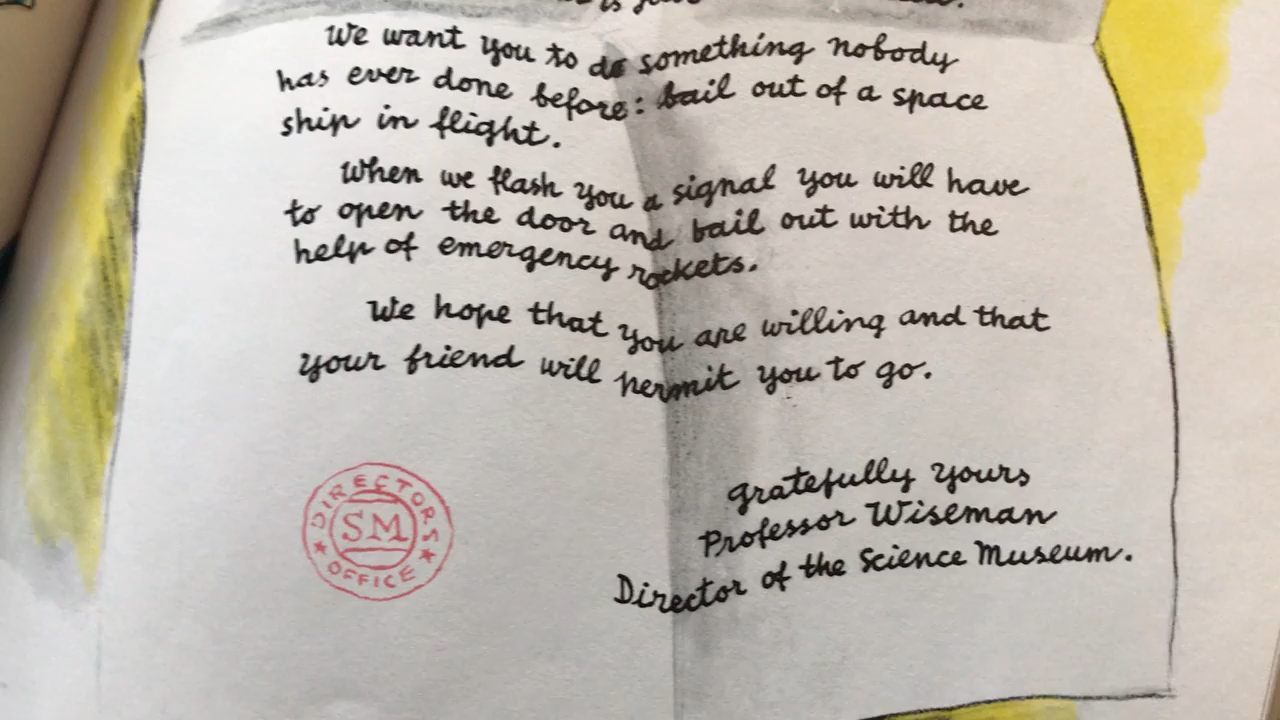 is
We want you to do something nobody
has ever done before: bail out of a space
ship in flight.
When we flash you a signal you will have
to open the door and bail out with the
help of emergency rockets.
We hope that you are willing and that
your friend will permit you to go.
gratefully yours
Professor Wiseman
Director of the Science Museum.
DIRECTORS
SM
OFFICE